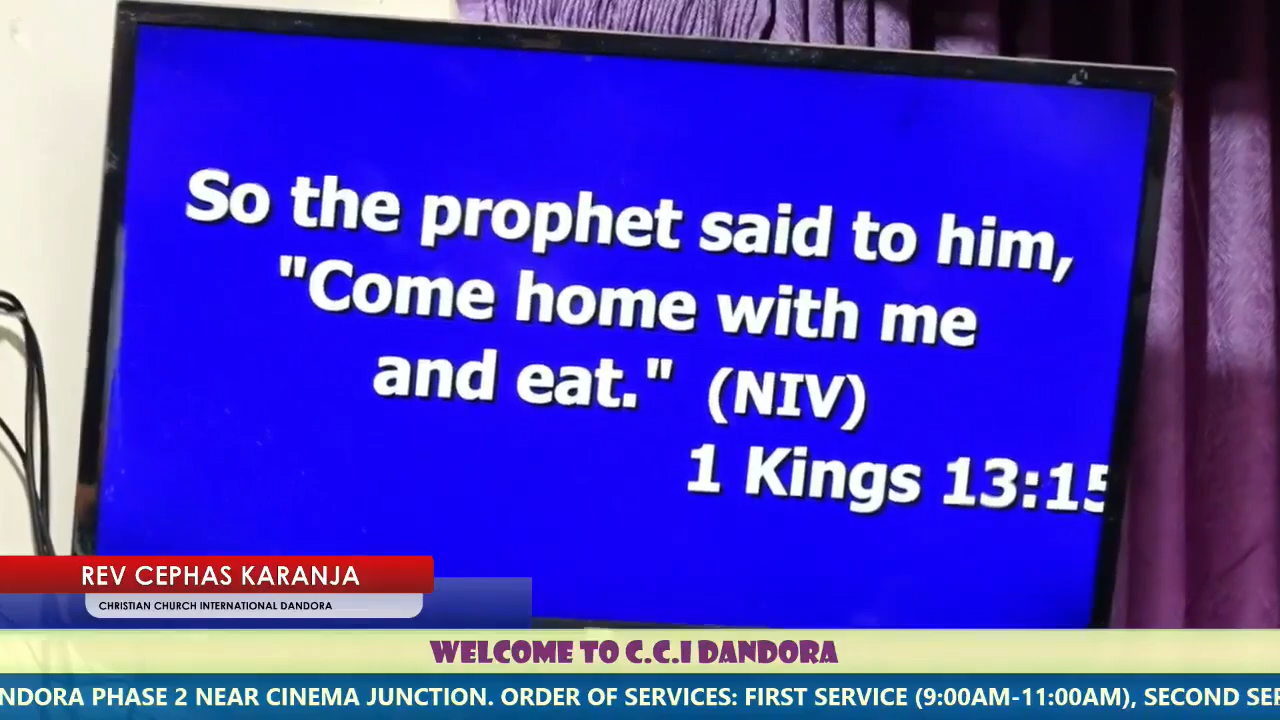 So the prophet said to him,
"Come home with me
and eat." (NIV)
1 Kings 13:15
REV CEPHAS KARANJA
CHRISTIAN CHURCH INTERNATIONAL DANDORA
WELCOME TO C.C.I DANDORA
NDORA PHASE 2 NEAR CINEMA JUNCTION. ORDER OF SERVICES: FIRST SERVICE (9:00AM-11:00AM), SECOND SE